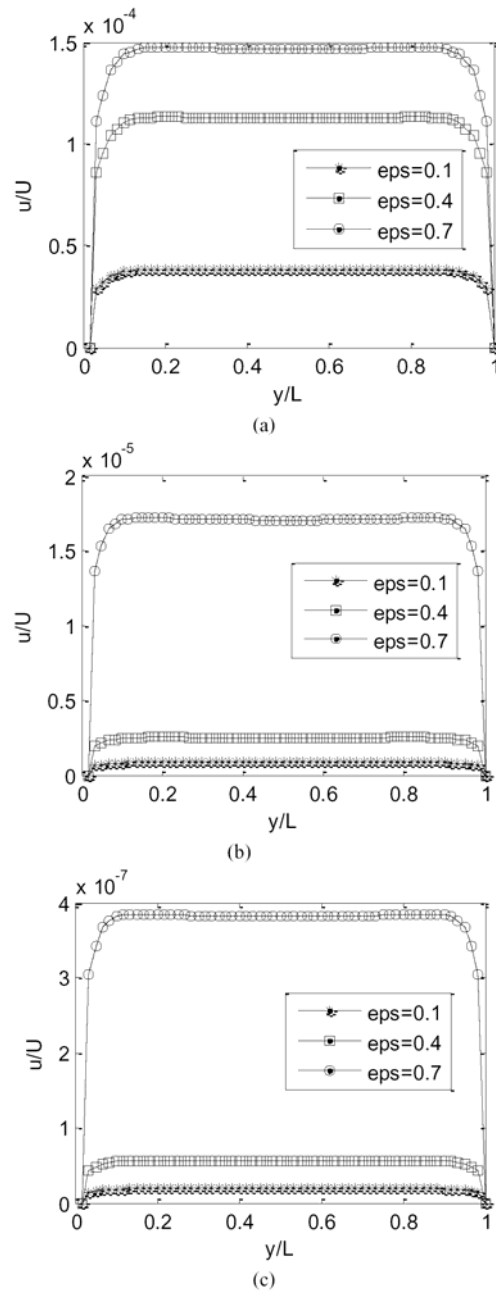 x 10^-4
1.5
1
0.5
0
u/U
eps=0.1
eps=0.4
eps=0.7
0 0.2 0.4 0.6 0.8 1
y/L
(a)
x 10^-5
2
1.5
1
0.5
0
u/U
eps=0.1
eps=0.4
eps=0.7
0 0.2 0.4 0.6 0.8 1
y/L
(b)
x 10^-7
4
3
2
1
0
u/U
eps=0.1
eps=0.4
eps=0.7
0 0.2 0.4 0.6 0.8 1
y/L
(c)